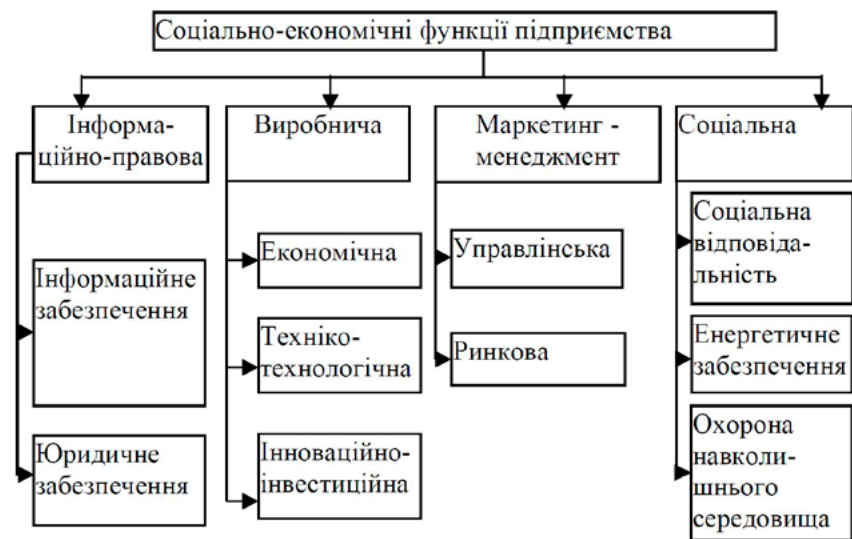 Соціально-економічні функції підприємства
Інформа-
ційно-правова
Виробнича
Маркетинг -
менеджмент
Соціальна
Інформаційне
забезпечення
Юридичне
забезпечення
Економічна
Техніко-
технологічна
Інноваційно-
інвестиційна
Управлінська
Ринкова
Соціальна
відповіда-
льність
Енергетичне
забезпечення
Охорона
навколи-
шнього
середовища